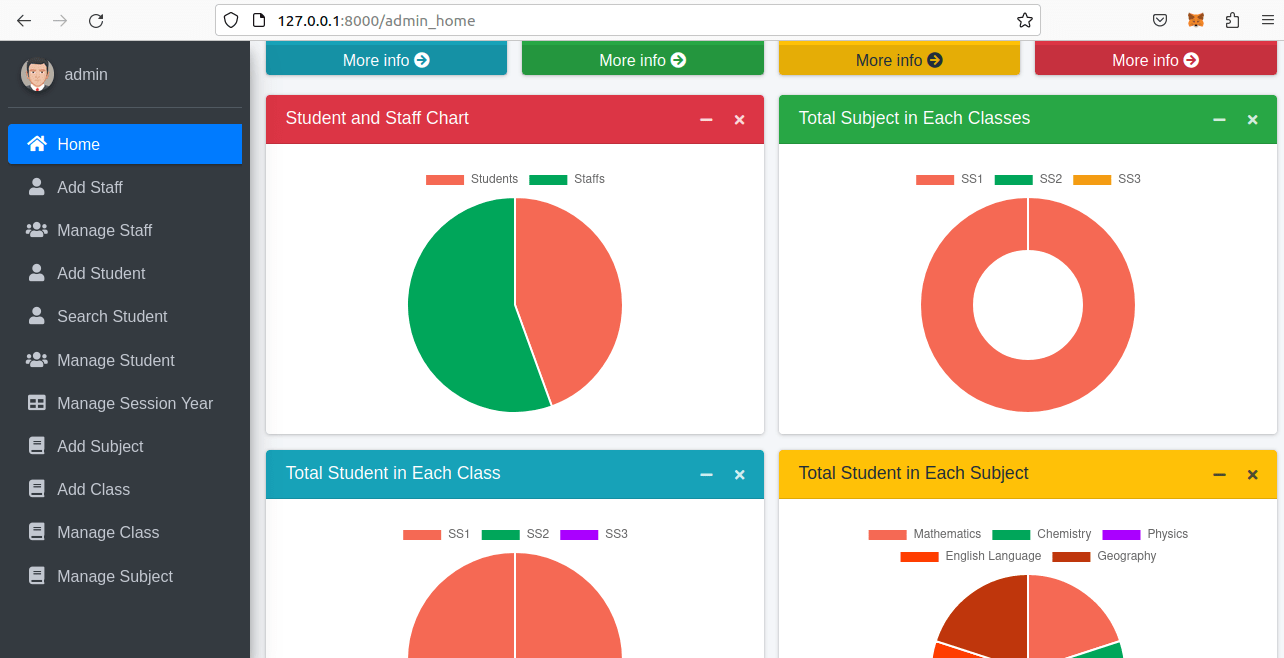 127.0.0.1:8000/admin_home
admin
Home
Add Staff
Manage Staff
Add Student
Search Student
Manage Student
Manage Session Year
Add Subject
Add Class
Manage Class
Manage Subject
More info More info More info More info
Student and Staff Chart
Students Staffs
Total Subject in Each Classes
SS1 SS2 SS3
Total Student in Each Class
SS1 SS2 SS3
Total Student in Each Subject
Mathematics Chemistry Physics
English Language Geography